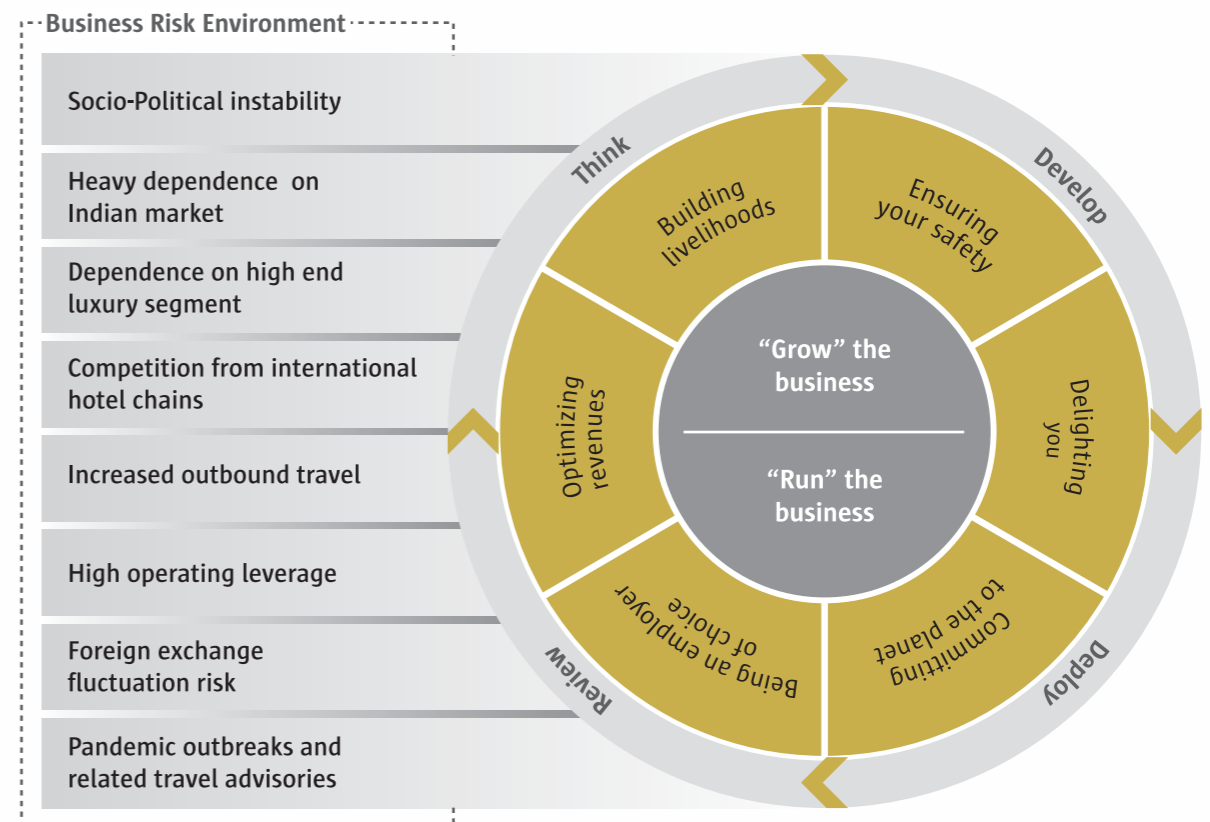 Business Risk Environment
Socio-Political instability
Heavy dependence on
Indian market
Dependence on high end
luxury segment
Competition from international
hotel chains
Increased outbound travel
High operating leverage
Foreign exchange
fluctuation risk
Pandemic outbreaks and
related travel advisories
Think
Develop
Deploy
Review
Building
livelihoods
Ensuring
your safety
Delighting
you
Committing
to the planet
Being an employer
of choice
Optimizing
revenues
“Grow” the
business
“Run” the
business